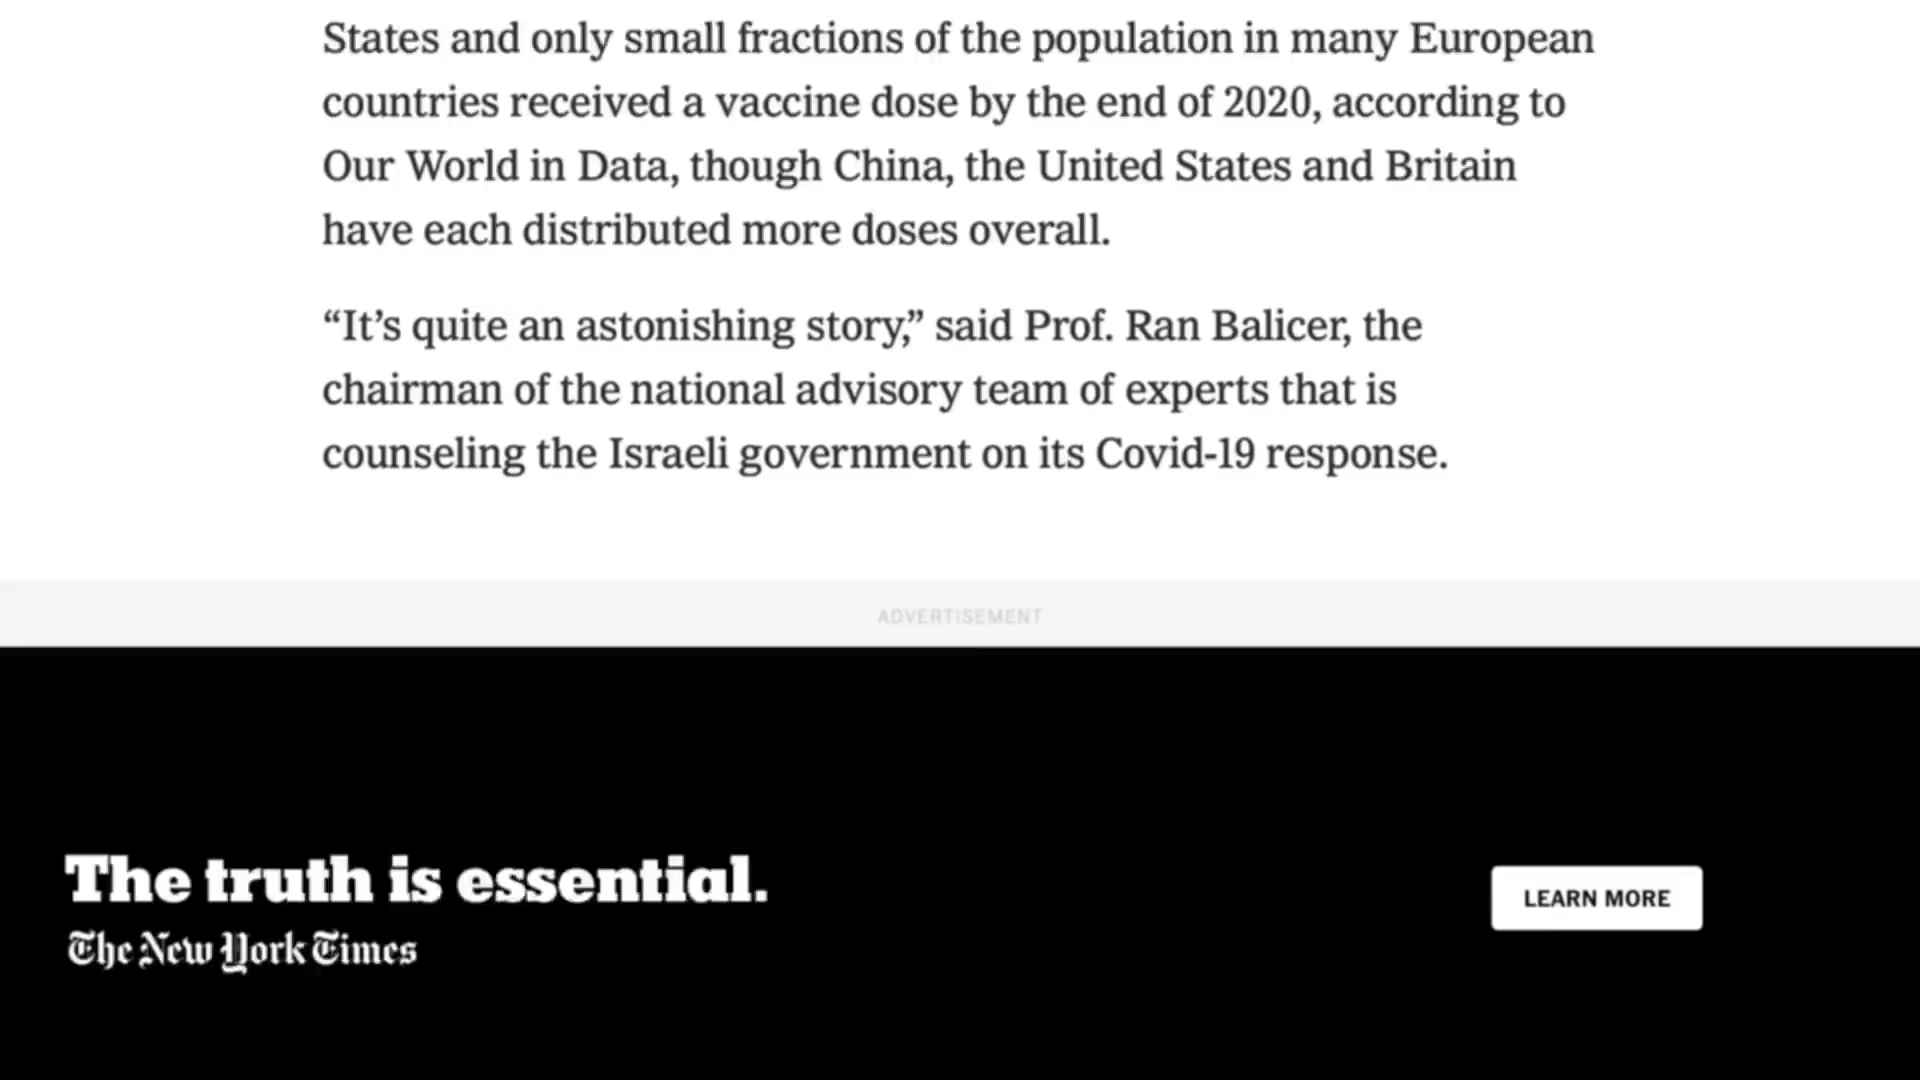 States and only small fractions of the population in many European
countries received a vaccine dose by the end of 2020, according to
Our World in Data, though China, the United States and Britain
have each distributed more doses overall.
“It’s quite an astonishing story,” said Prof. Ran Balicer, the
chairman of the national advisory team of experts that is
counseling the Israeli government on its Covid-19 response.
ADVERTISEMENT
The truth is essential.
The New York Times
LEARN MORE